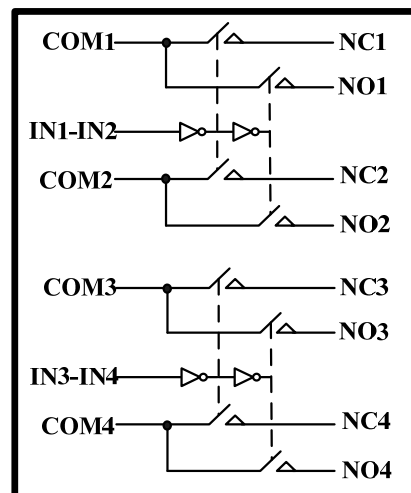 COM1 NC1
NO1
IN1-IN2
COM2 NC2
NO2
COM3 NC3
NO3
IN3-IN4
COM4 NC4
NO4